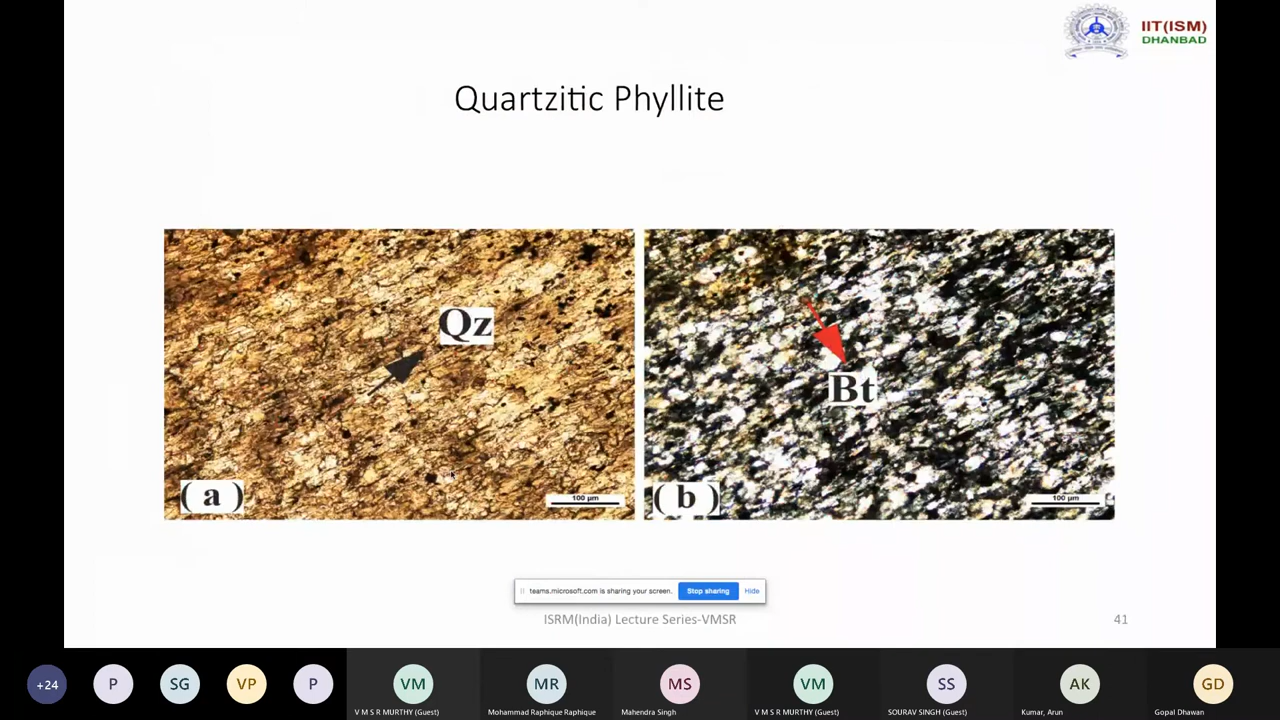 IIT(ISM)
DHANBAD
Quartzitic Phyllite
Qz
Bt
( a )
100 µm
( b )
100 µm
teams.microsoft.com is sharing your screen.
Stop sharing
Hide
ISRM(India) Lecture Series-VMSR
41
+24
P
SG
VP
P
VM
MR
MS
VM
SS
AK
GD
V M S R MURTHY (Guest)
Mohammad Raphique Raphique
Mahendra Singh
V M S R MURTHY (Guest)
SOURAV SINGH (Guest)
Kumar, Arun
Gopal Dhawan